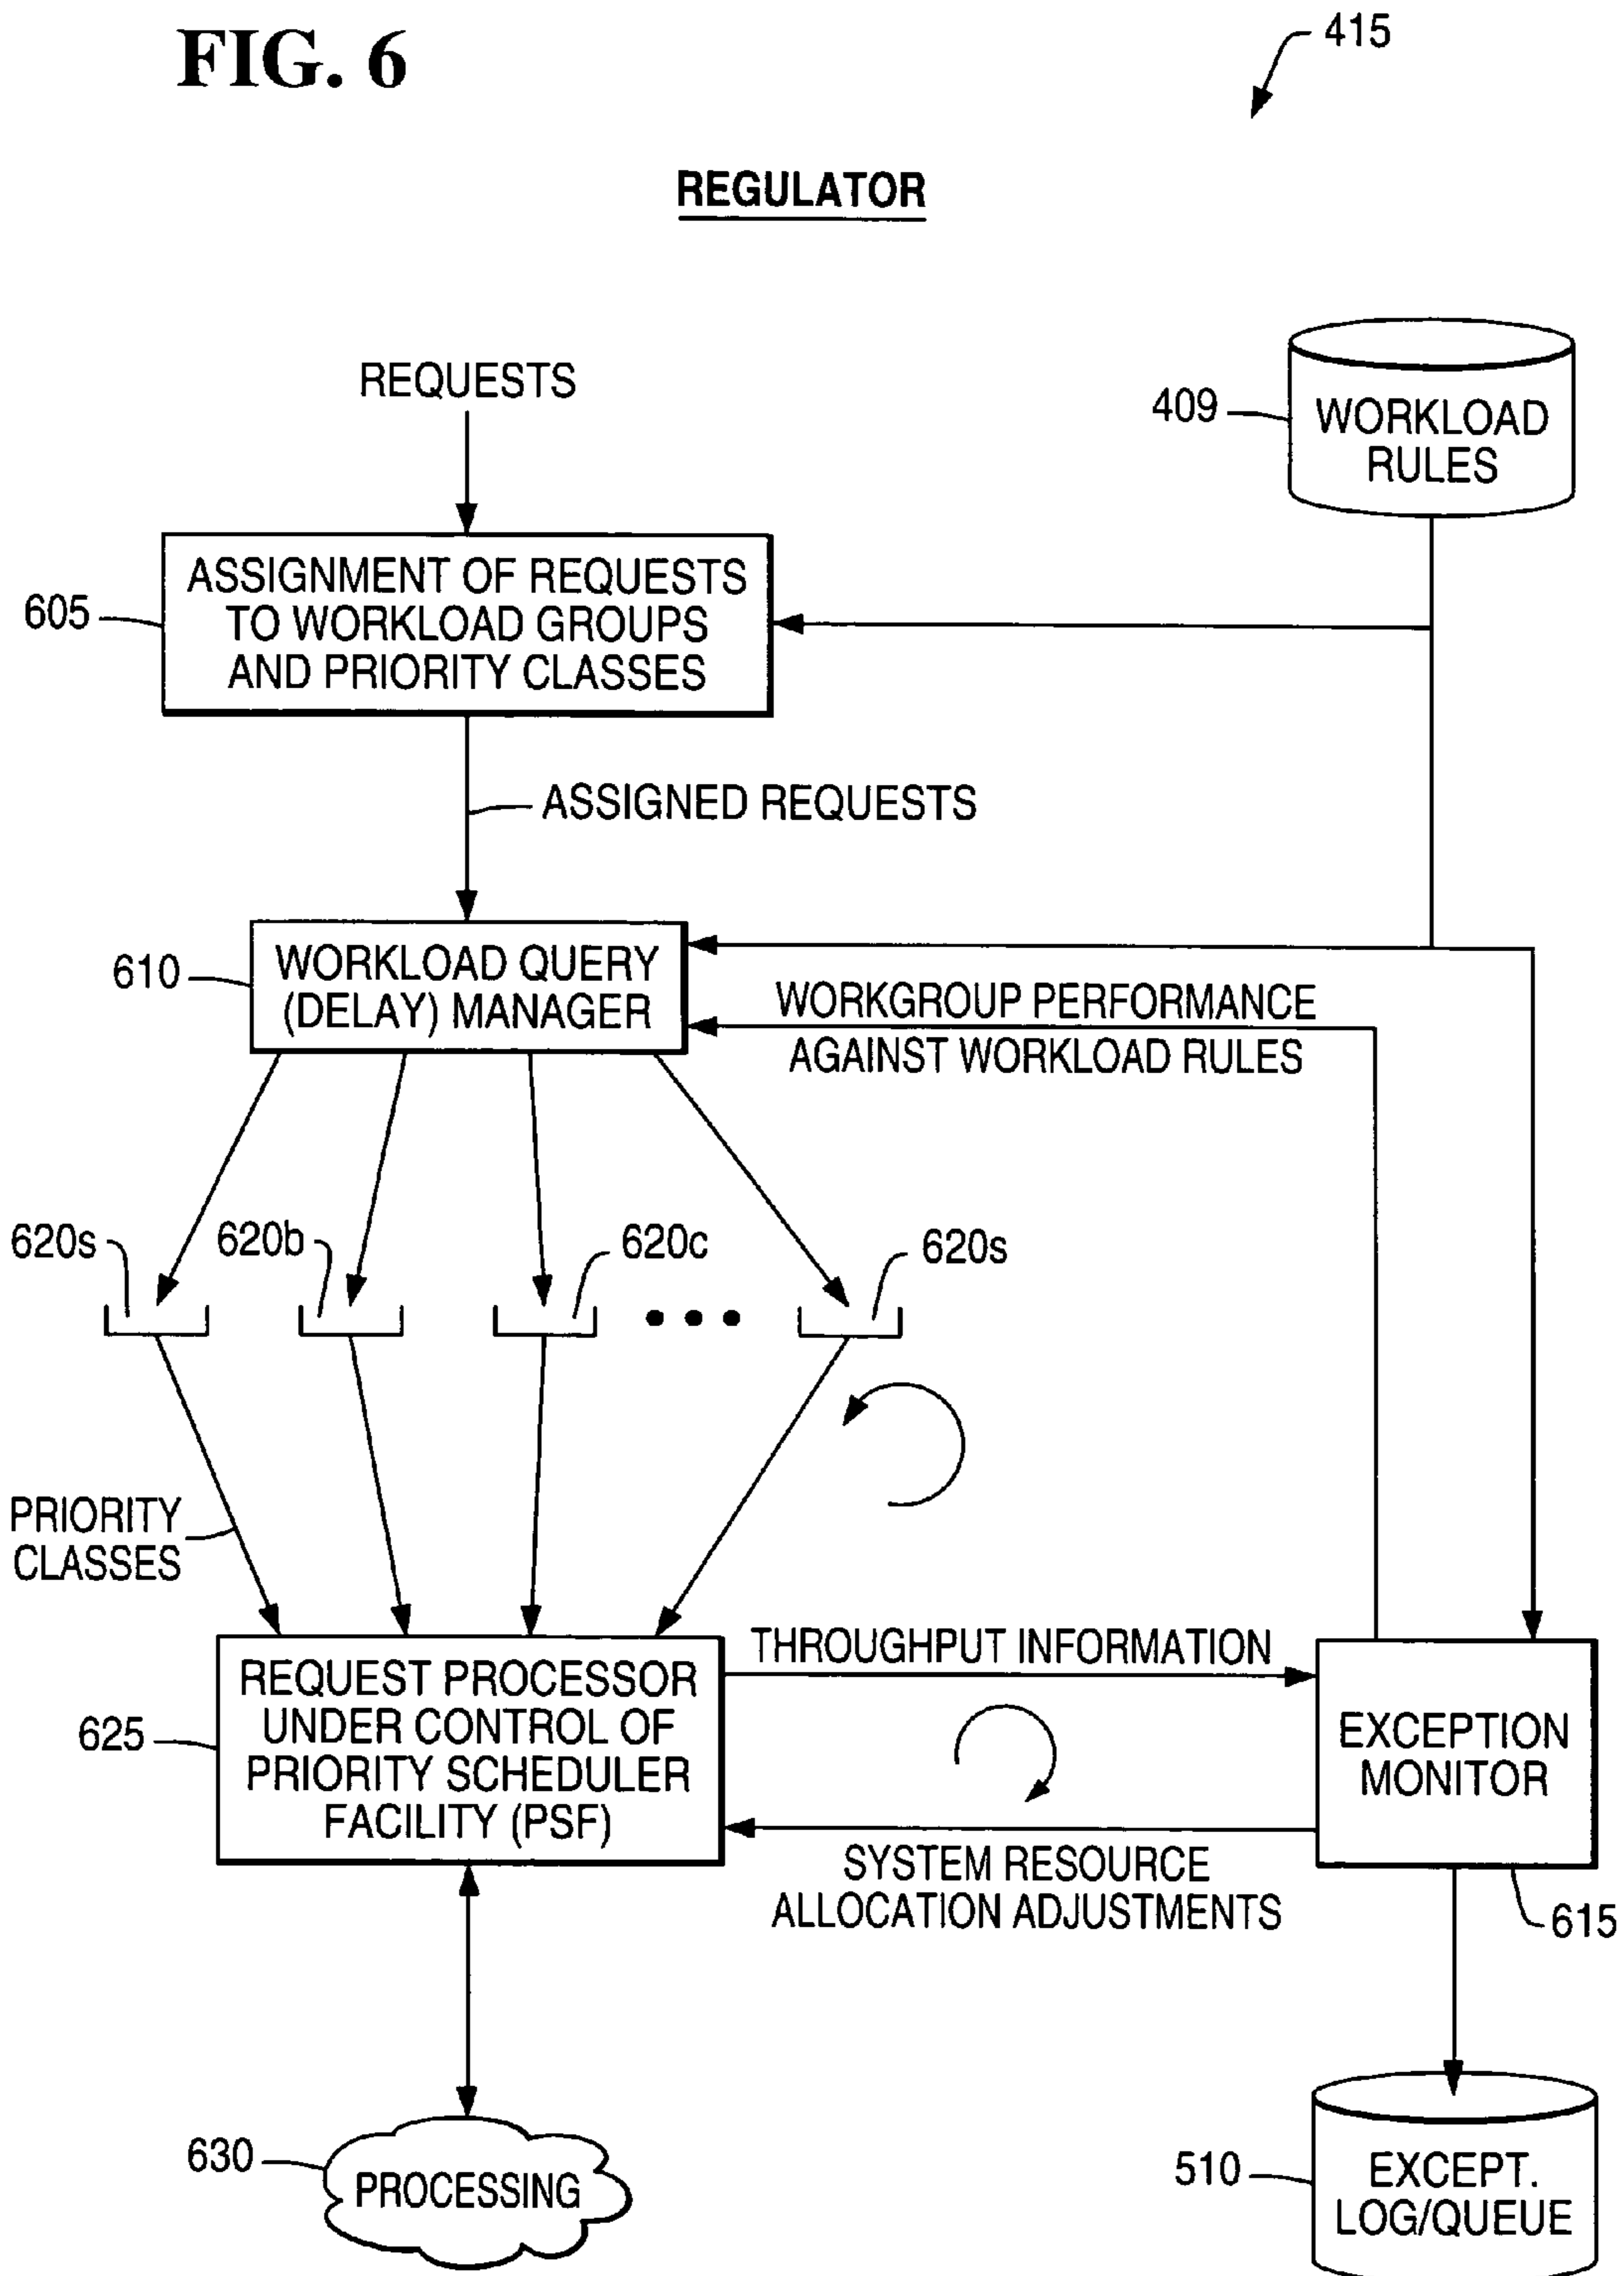 FIG. 6
415
REGULATOR
REQUESTS
409
WORKLOAD
RULES
605
ASSIGNMENT OF REQUESTS
TO WORKLOAD GROUPS
AND PRIORITY CLASSES
ASSIGNED REQUESTS
610
WORKLOAD QUERY
(DELAY) MANAGER
WORKGROUP PERFORMANCE
AGAINST WORKLOAD RULES
620s
620b
620c
620s
PRIORITY
CLASSES
625
REQUEST PROCESSOR
UNDER CONTROL OF
PRIORITY SCHEDULER
FACILITY (PSF)
THROUGHPUT INFORMATION
SYSTEM RESOURCE
ALLOCATION ADJUSTMENTS
EXCEPTION
MONITOR
615
630
PROCESSING
510
EXCEPT.
LOG/QUEUE